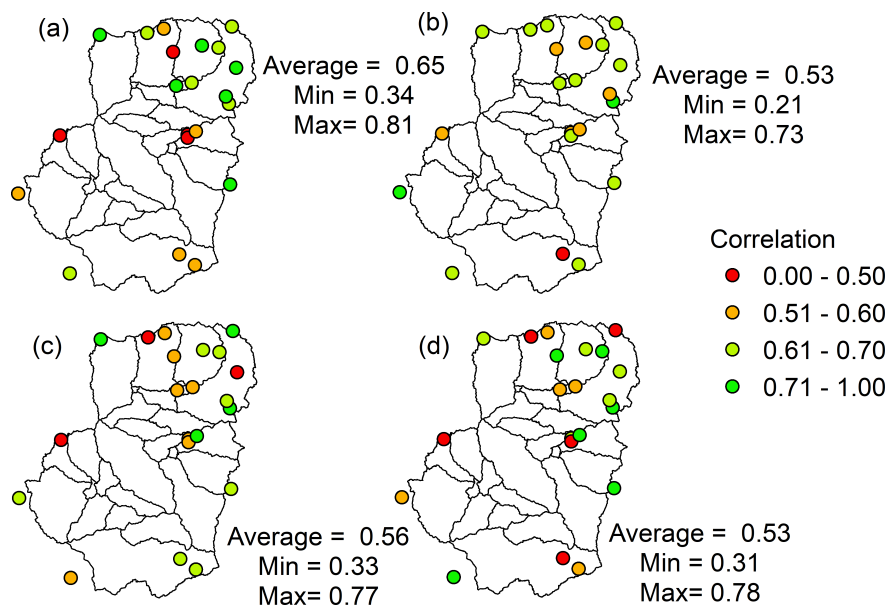 (a)
Average = 0.65
Min = 0.34
Max= 0.81
(b)
Average = 0.53
Min = 0.21
Max= 0.73
Correlation
0.00 - 0.50
0.51 - 0.60
0.61 - 0.70
0.71 - 1.00
(c)
Average = 0.56
Min = 0.33
Max= 0.77
(d)
Average = 0.53
Min = 0.31
Max= 0.78